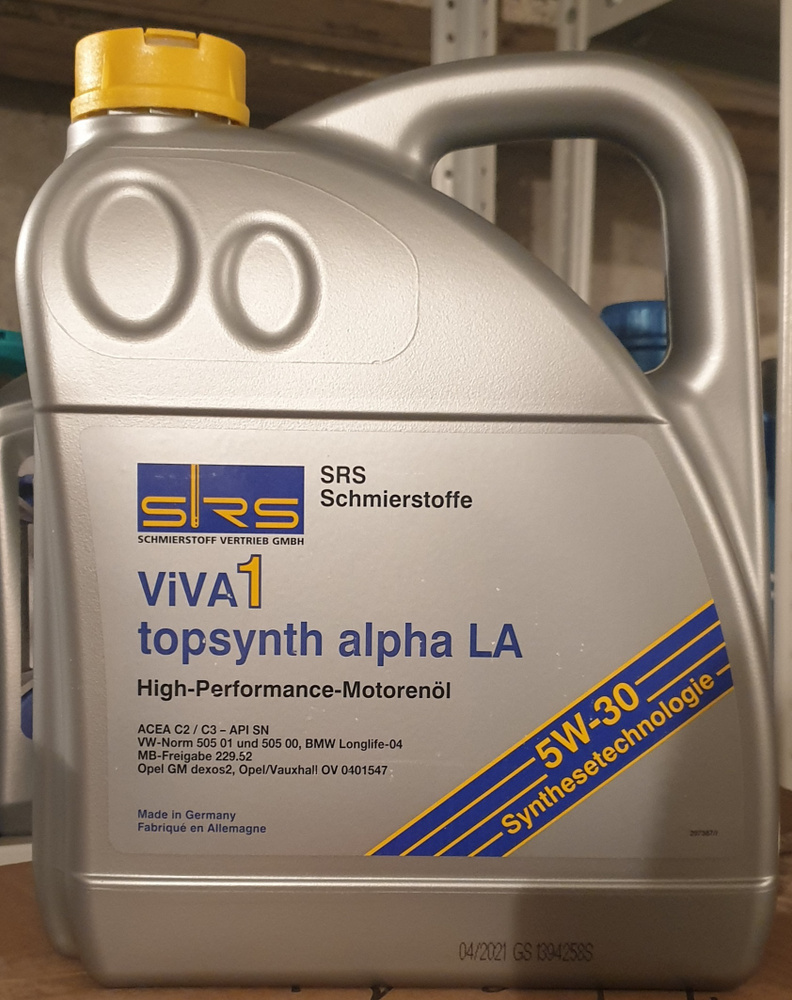 SRS
SCHMIERSTOFF VERTRIEB GMBH
SRS
Schmierstoffe
ViVA1
topsynth alpha LA
High-Performance-Motorenöl
ACEA C2 / C3 – API SN
VW-Norm 505 01 und 505 00, BMW Longlife-04
MB-Freigabe 229.52
Opel GM dexos2, Opel/Vauxhall OV 0401547
5W-30
Synthesetechnologie
Made in Germany
Fabriqué en Allemagne
04/2021 GS 1394258S